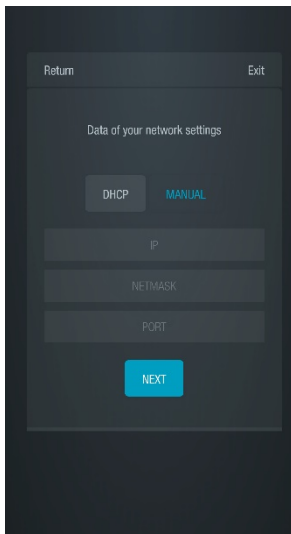 Return Exit
Data of your network settings
DHCP MANUAL
IP
NETMASK
PORT
NEXT